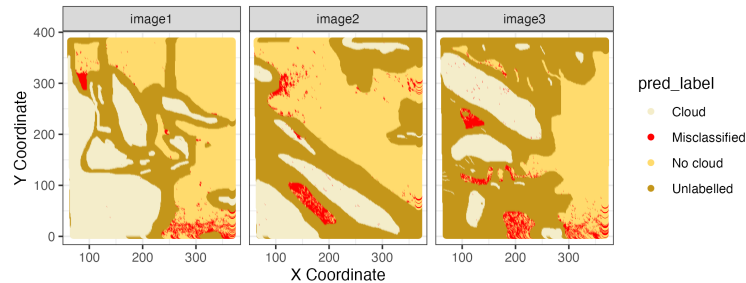 image1 image2 image3
400
300
200
100
0
Y Coordinate
100 200 300 100 200 300 100 200 300
X Coordinate
pred_label
Cloud
Misclassified
No cloud
Unlabelled